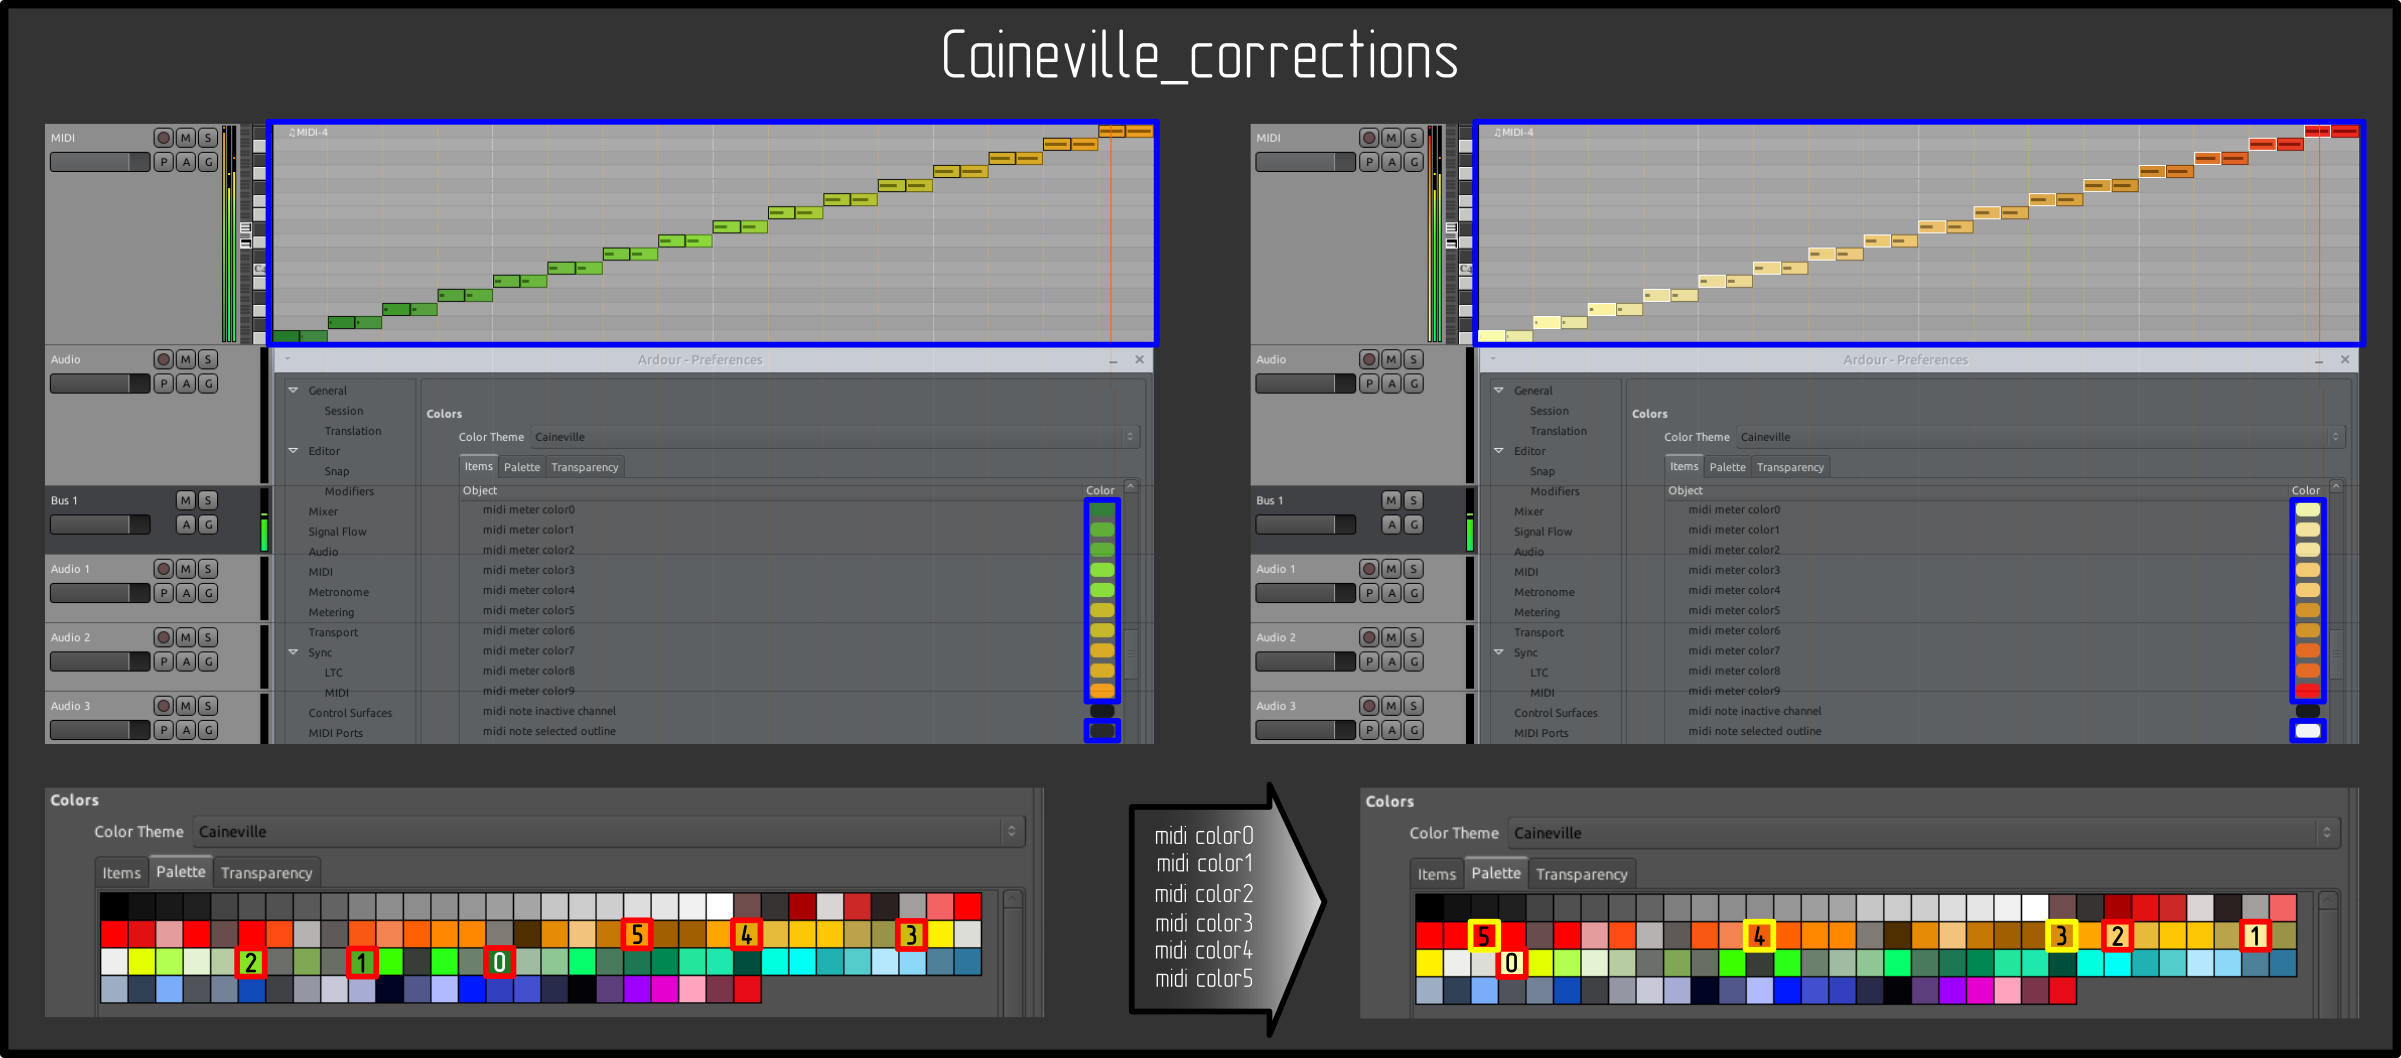 Caineville_corrections
MIDI
M S
P A G
C4
♫MIDI-4
Audio
M S
P A G
Bus 1
M S
A G
Audio 1
M S
P A G
Audio 2
M S
P A G
Audio 3
M S
P A G
Ardour - Preferences
General
Session
Translation
Editor
Snap
Modifiers
Mixer
Signal Flow
Audio
MIDI
Metronome
Metering
Transport
Sync
LTC
MIDI
Control Surfaces
MIDI Ports
Colors
Color Theme Caineville
Items Palette Transparency
Object Color
midi meter color0
midi meter color1
midi meter color2
midi meter color3
midi meter color4
midi meter color5
midi meter color6
midi meter color7
midi meter color8
midi meter color9
midi note inactive channel
midi note selected outline
MIDI
M S
P A G
C4
♫MIDI-4
Audio
M S
P A G
Bus 1
M S
A G
Audio 1
M S
P A G
Audio 2
M S
P A G
Audio 3
M S
P A G
Ardour - Preferences
General
Session
Translation
Editor
Snap
Modifiers
Mixer
Signal Flow
Audio
MIDI
Metronome
Metering
Transport
Sync
LTC
MIDI
Control Surfaces
MIDI Ports
Colors
Color Theme Caineville
Items Palette Transparency
Object Color
midi meter color0
midi meter color1
midi meter color2
midi meter color3
midi meter color4
midi meter color5
midi meter color6
midi meter color7
midi meter color8
midi meter color9
midi note inactive channel
midi note selected outline
Colors
Color Theme Caineville
Items Palette Transparency
5 4 3
2 1 0
midi color0
midi color1
midi color2
midi color3
midi color4
midi color5
Colors
Color Theme Caineville
Items Palette Transparency
5 4 3 2 1
0